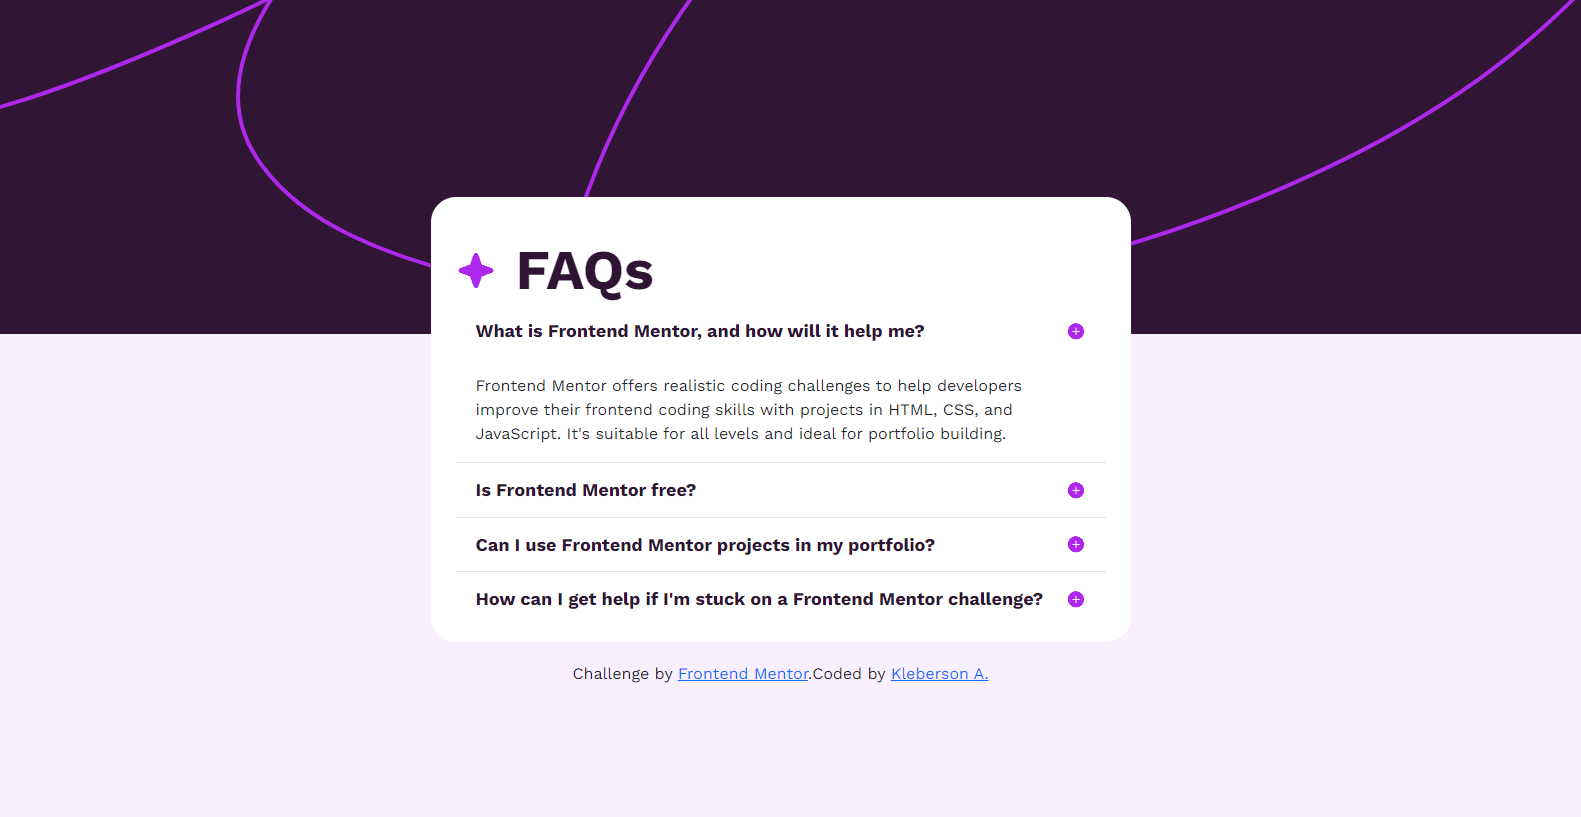 FAQs
What is Frontend Mentor, and how will it help me?
Frontend Mentor offers realistic coding challenges to help developers
improve their frontend coding skills with projects in HTML, CSS, and
JavaScript. It's suitable for all levels and ideal for portfolio building.
Is Frontend Mentor free?
Can I use Frontend Mentor projects in my portfolio?
How can I get help if I'm stuck on a Frontend Mentor challenge?
Challenge by Frontend Mentor.Coded by Kleberson A.